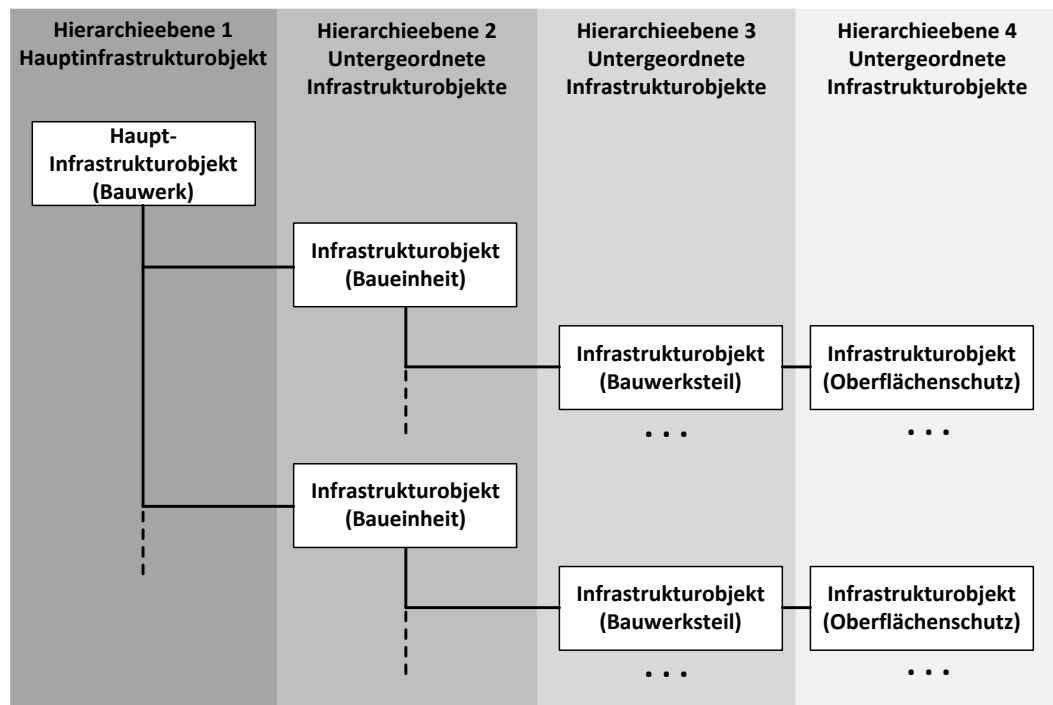 Hierarchieebene 1
Hauptinfrastrukturobjekt
Hierarchieebene 2
Untergeordnete
Infrastrukturobjekte
Hierarchieebene 3
Untergeordnete
Infrastrukturobjekte
Hierarchieebene 4
Untergeordnete
Infrastrukturobjekte
Haupt-
Infrastrukturobjekt
(Bauwerk)
Infrastrukturobjekt
(Baueinheit)
Infrastrukturobjekt
(Bauwerksteil)
Infrastrukturobjekt
(Oberflächenschutz)
. . .
. . .
Infrastrukturobjekt
(Baueinheit)
Infrastrukturobjekt
(Bauwerksteil)
Infrastrukturobjekt
(Oberflächenschutz)
. . .
. . .